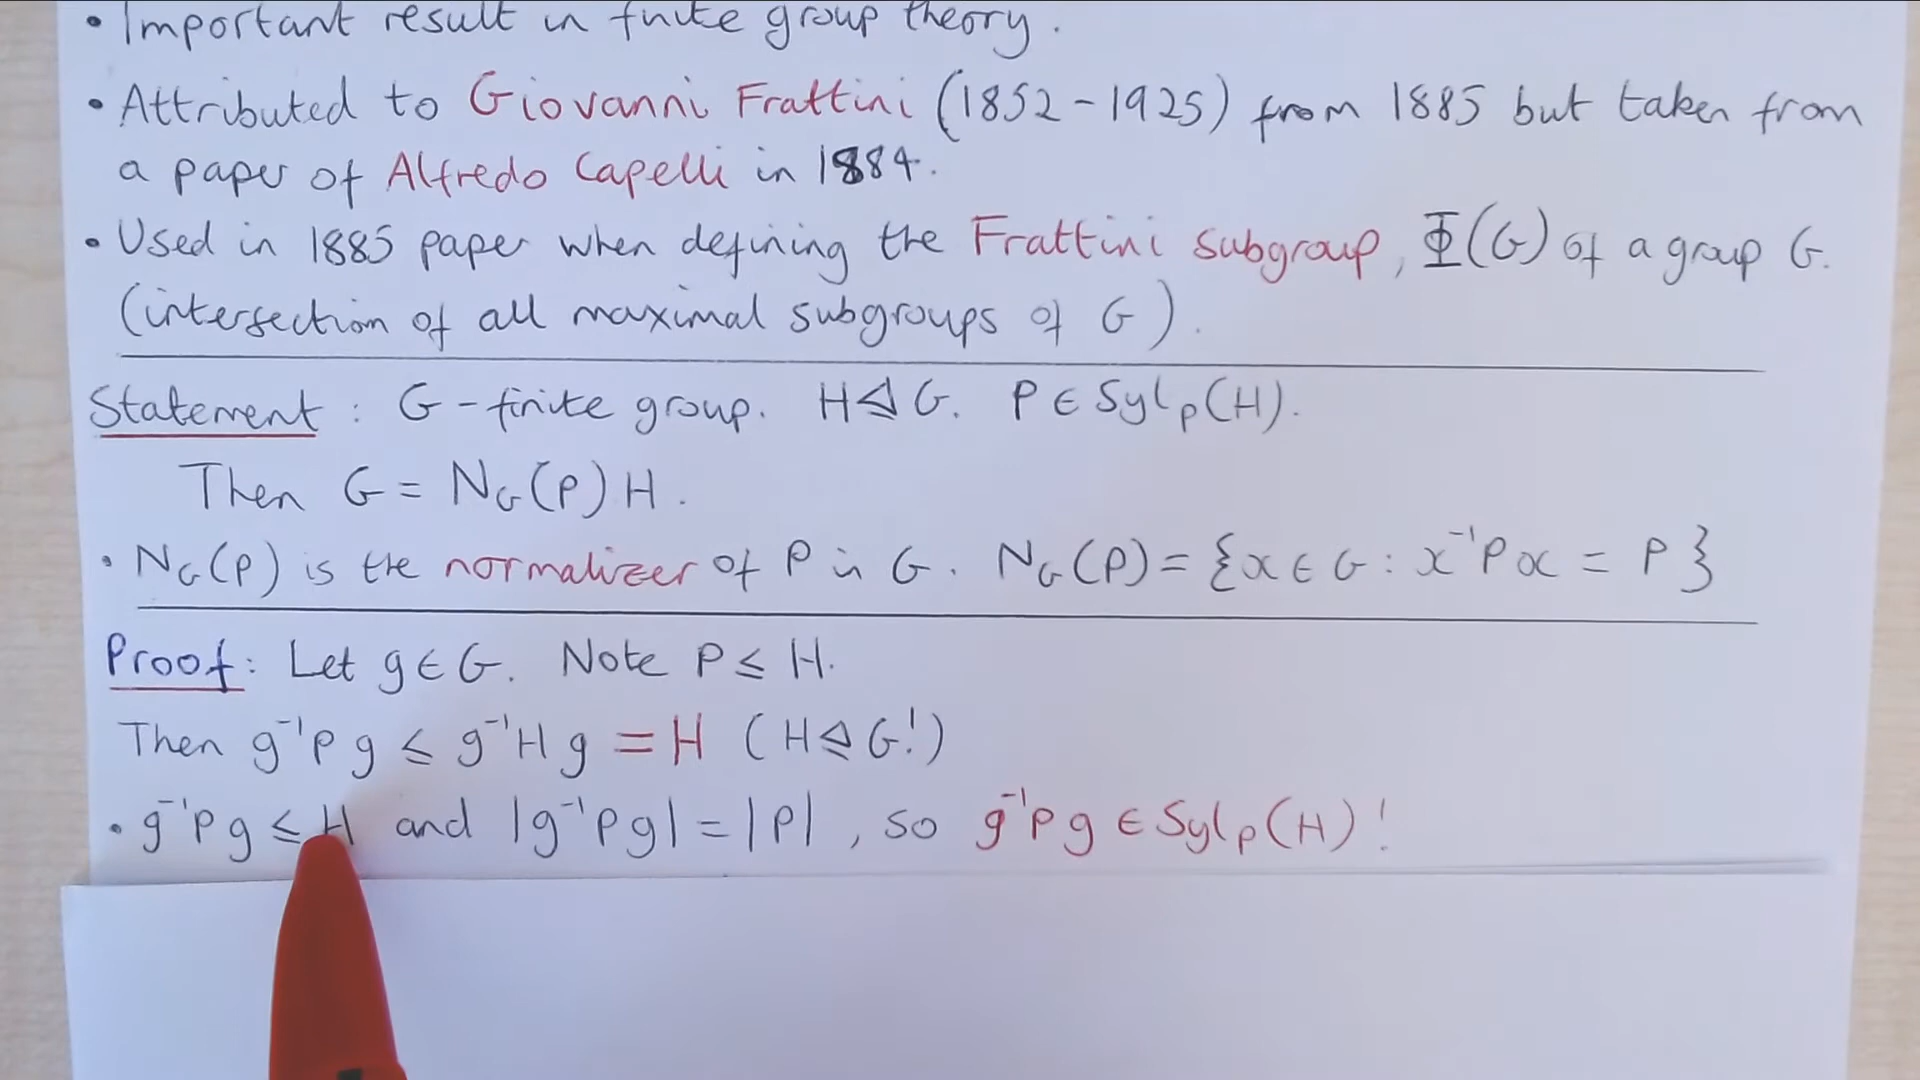 • Important result in finite group theory.
• Attributed to Giovanni Frattini (1852-1925) from 1885 but taken from
a paper of Alfredo Capelli in 1884.
• Used in 1885 paper when defining the Frattini subgroup, Φ(G) of a group G.
(intersection of all maximal subgroups of G).
Statement: G-finite group. H⊴G. P∈Sylₚ(H).
Then G = N_G(P)H.
• N_G(P) is the normalizer of P in G. N_G(P) = {x∈G : x⁻¹Px = P}
Proof: Let g∈G. Note P ≤ H.
Then g⁻¹Pg ≤ g⁻¹Hg = H (H⊴G!)
• g⁻¹Pg ≤ H and |g⁻¹Pg| = |P|, so g⁻¹Pg ∈ Sylₚ(H)!